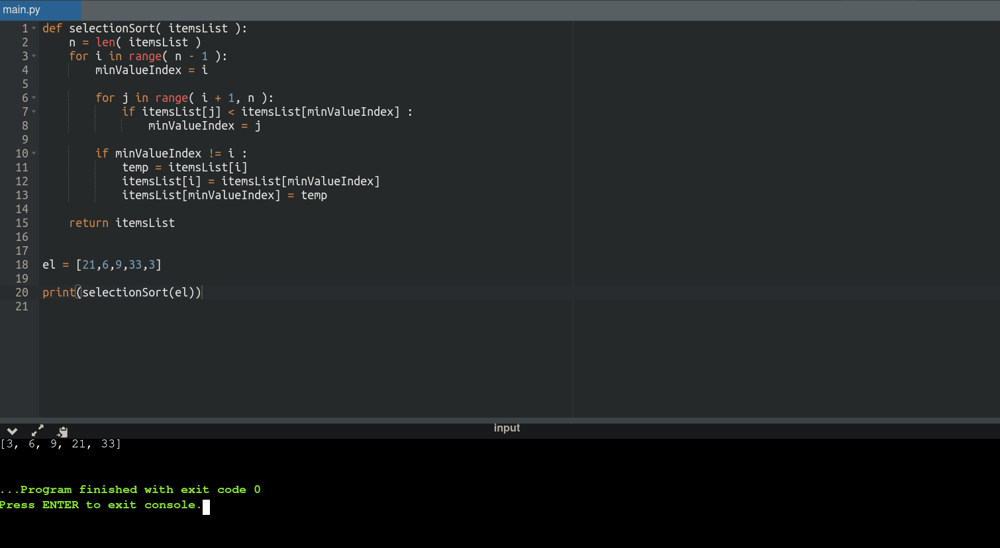 main.py
1 def selectionSort( itemsList ):
2     n = len( itemsList )
3     for i in range( n - 1 ):
4         minValueIndex = i
5
6         for j in range( i + 1, n ):
7             if itemsList[j] < itemsList[minValueIndex] :
8                 minValueIndex = j
9
10         if minValueIndex != i :
11             temp = itemsList[i]
12             itemsList[i] = itemsList[minValueIndex]
13             itemsList[minValueIndex] = temp
14
15     return itemsList
16
17
18 el = [21,6,9,33,3]
19
20 print(selectionSort(el))
21
input
[3, 6, 9, 21, 33]
...Program finished with exit code 0
Press ENTER to exit console.